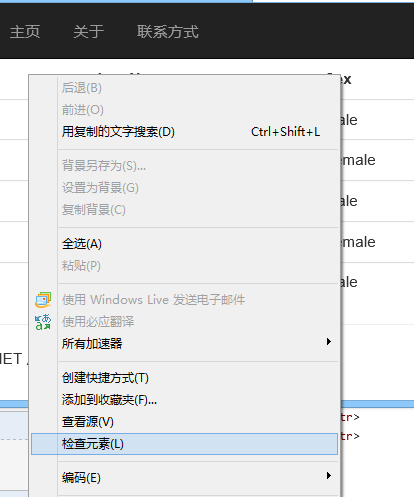 主页 关于 联系方式
后退(B)
前进(O)
用复制的文字搜索(D) Ctrl+Shift+L
ale
背景另存为(S)...
emale
设置为背景(G)
复制背景(C)
ale
全选(A)
emale
粘贴(P)
ale
使用 Windows Live 发送电子邮件
使用必应翻译
所有加速器
NET
创建快捷方式(T)
添加到收藏夹(F)...
查看源(V)
tr>
检查元素(L)
tr>
编码(E)